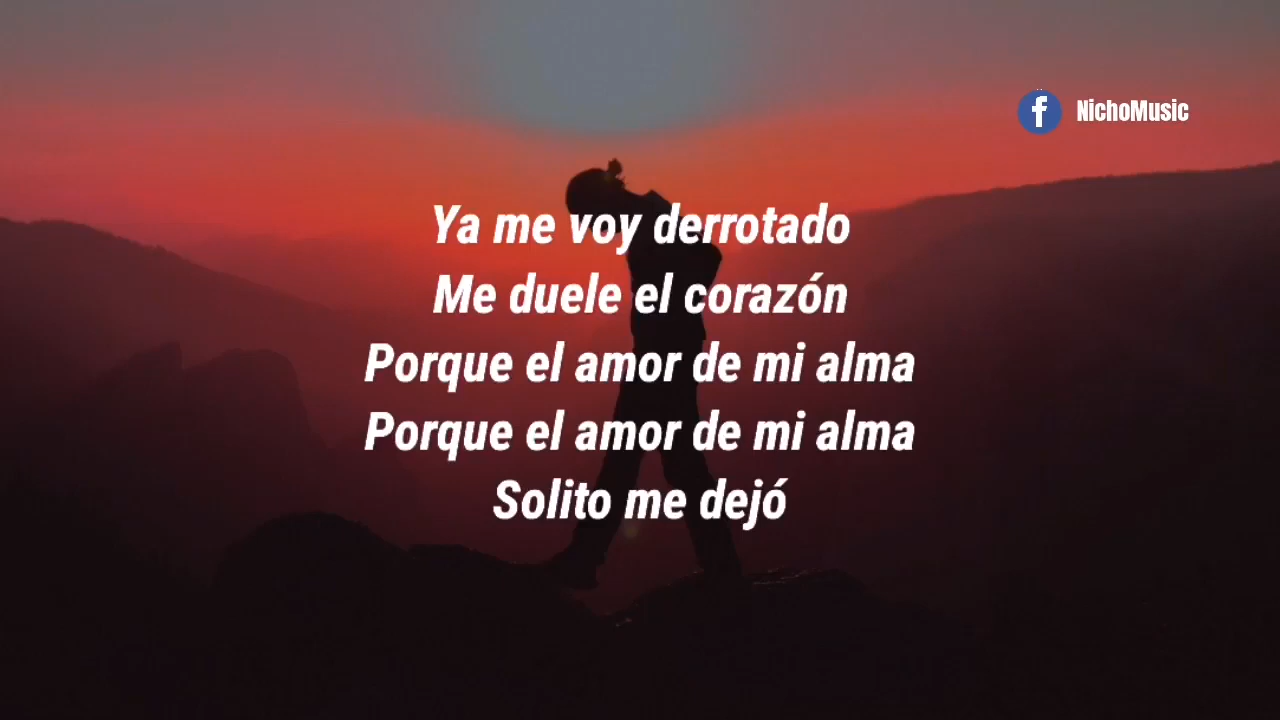 NichoMusic
Ya me voy derrotado
Me duele el corazón
Porque el amor de mi alma
Porque el amor de mi alma
Solito me dejó